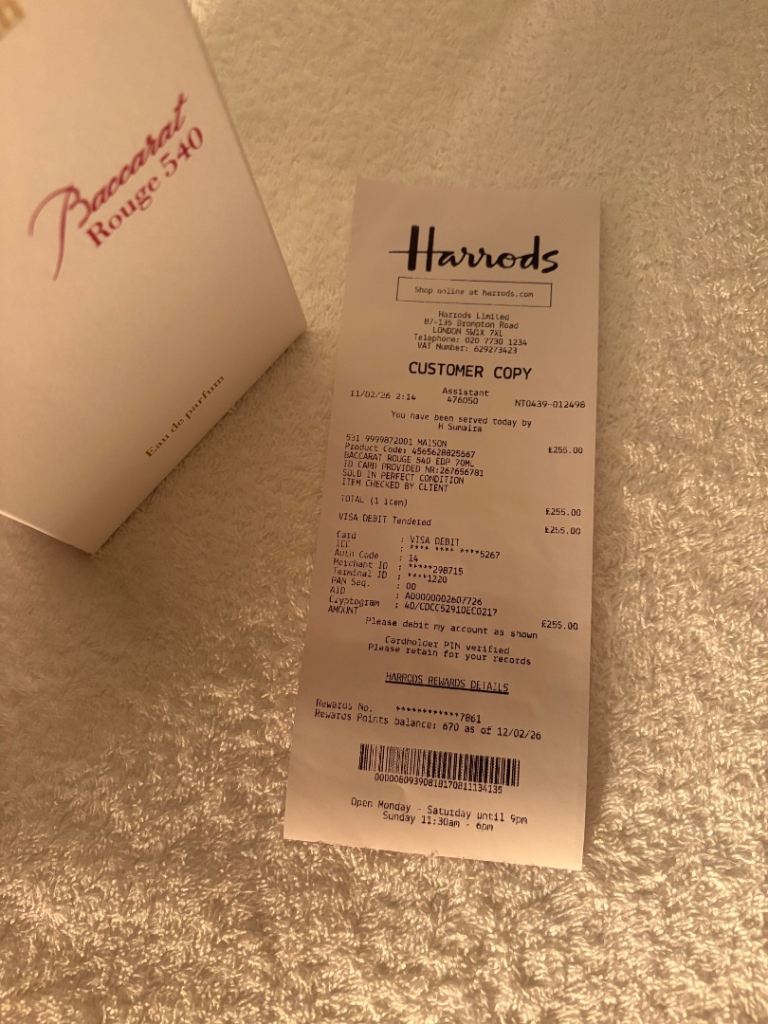 Baccarat
Rouge 540
Eau de parfum
Harrods
Shop online at harrods.com
Harrods Limited
87-135 Brompton Road
LONDON SW1X 7XL
Telephone: 020 7730 1234
VAT Number: 629273423
CUSTOMER COPY
Assistant
11/02/26 2:14 476050 NT0439-012498
You have been served today by
H Sumaira
531 9999872001 MAISON £255.00
Product Code: 4565628825567
BACCARAT ROUGE 540 EDP 70ML
ID CARD PROVIDED NR:267656781
SOLD IN PERFECT CONDITION
ITEM CHECKED BY CLIENT
TOTAL (1 item) £255.00
VISA DEBIT Tendered £255.00
Card : VISA DEBIT
: **** **** ****5267
Auth Code : 14
Merchant ID : *****298715
Terminal ID : ****1220
PAN Seq. : 00
AID : A00000002607726
Cryptogram : 40/CDCC52910EC0217
AMOUNT £255.00
Please debit my account as shown
Cardholder PIN verified
Please retain for your records
HARRODS REWARDS DETAILS
Rewards No. ************7861
Rewards Points balance: 670 as of 12/02/26
Open Monday - Saturday until 9pm
Sunday 11:30am - 6pm